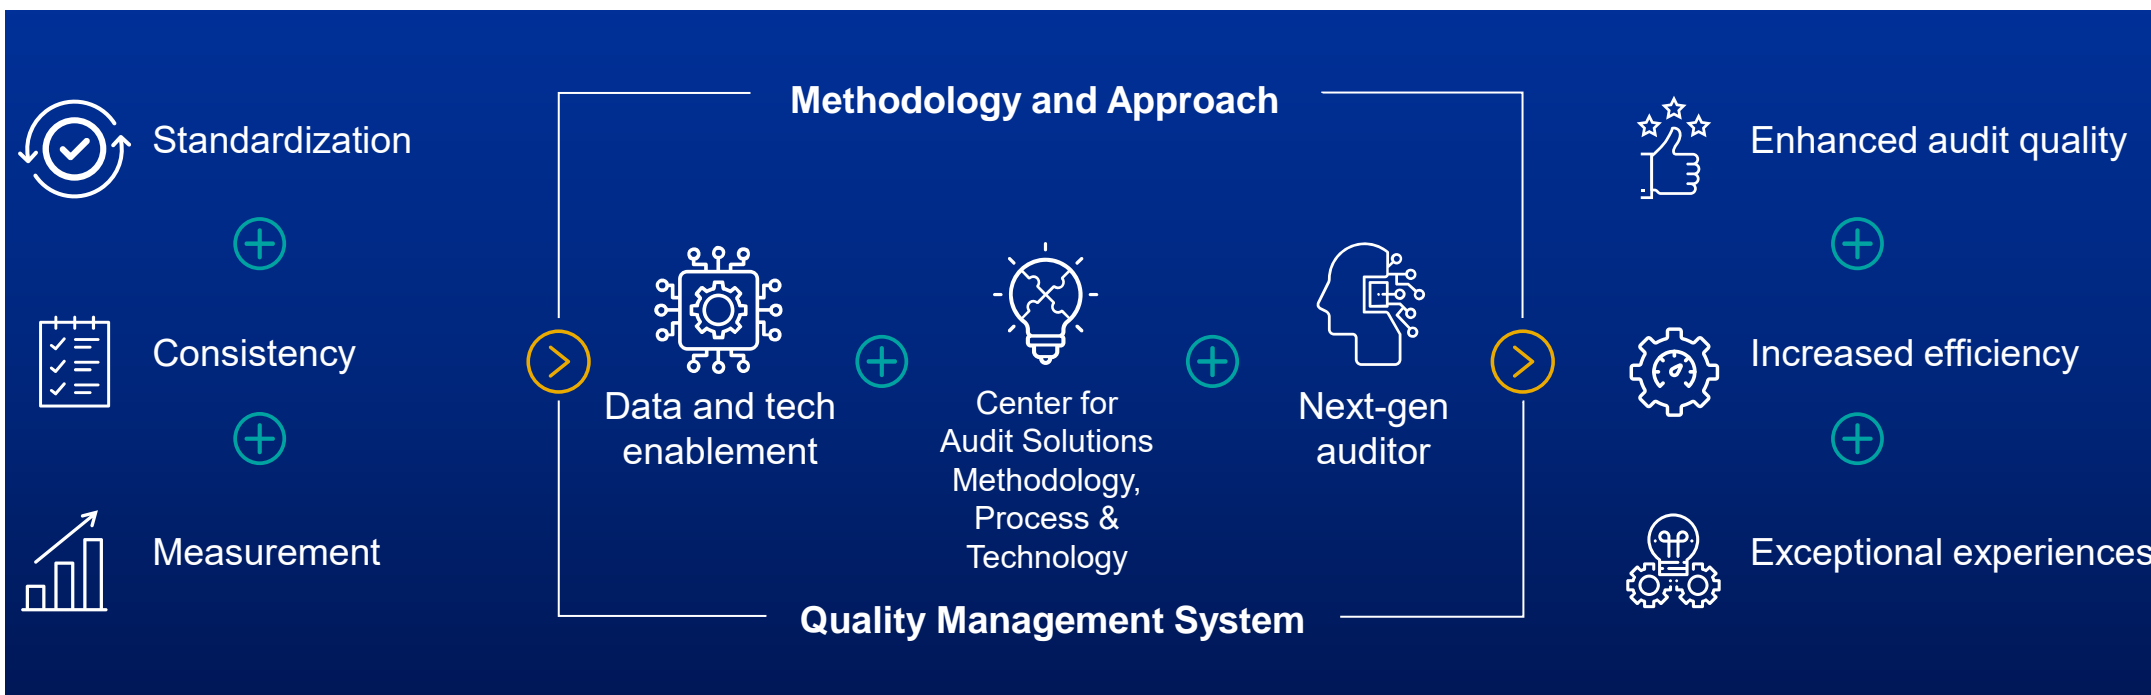 Standardization
Consistency
Measurement
Methodology and Approach
Data and tech
enablement
Center for
Audit Solutions
Methodology,
Process &
Technology
Next-gen
auditor
Quality Management System
Enhanced audit quality
Increased efficiency
Exceptional experiences